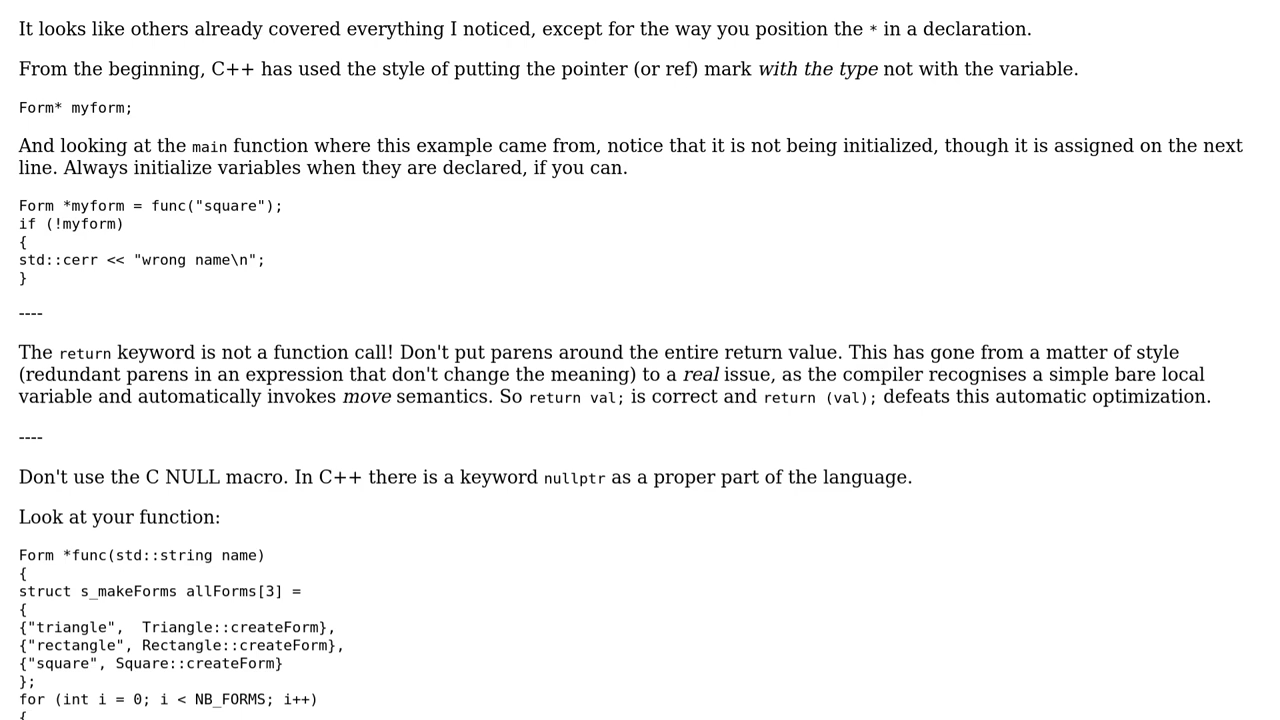 It looks like others already covered everything I noticed, except for the way you position the * in a declaration.
From the beginning, C++ has used the style of putting the pointer (or ref) mark with the type not with the variable.
Form* myform;
And looking at the main function where this example came from, notice that it is not being initialized, though it is assigned on the next
line. Always initialize variables when they are declared, if you can.
Form *myform = func("square");
if (!myform)
{
std::cerr << "wrong name\n";
}
----
The return keyword is not a function call! Don't put parens around the entire return value. This has gone from a matter of style
(redundant parens in an expression that don't change the meaning) to a real issue, as the compiler recognises a simple bare local
variable and automatically invokes move semantics. So return val; is correct and return (val); defeats this automatic optimization.
----
Don't use the C NULL macro. In C++ there is a keyword nullptr as a proper part of the language.
Look at your function:
Form *func(std::string name)
{
struct s_makeForms allForms[3] =
{
{"triangle",  Triangle::createForm},
{"rectangle", Rectangle::createForm},
{"square", Square::createForm}
};
for (int i = 0; i < NB_FORMS; i++)
{